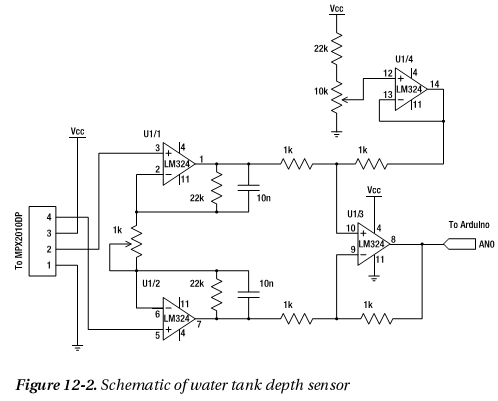 Vcc
22k
U1/4
10k
12
+
4
14
LM324
13
−
11
U1/1
3
+
4
1
LM324
2
−
11
1k
1k
Vcc
22k
10n
Vcc
To MPX2010DP
4
3
2
1
1k
U1/3
10
+
4
8
LM324
9
−
11
To Arduino
AN0
U1/2
22k
10n
6
−
11
7
LM324
5
+
4
1k
1k
Figure 12-2. Schematic of water tank depth sensor